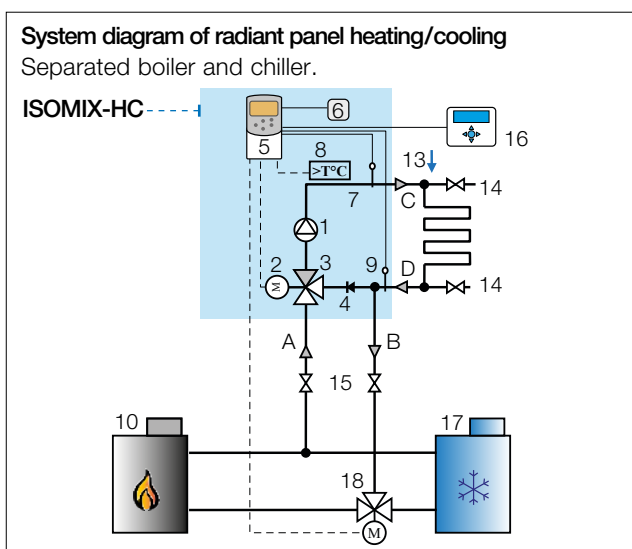 System diagram of radiant panel heating/cooling
Separated boiler and chiller.
ISOMIX-HC
6
5
16
8
>T°C
13
14
7
C
1
2
3
9
D
M
4
14
A
B
15
10
17
18
M